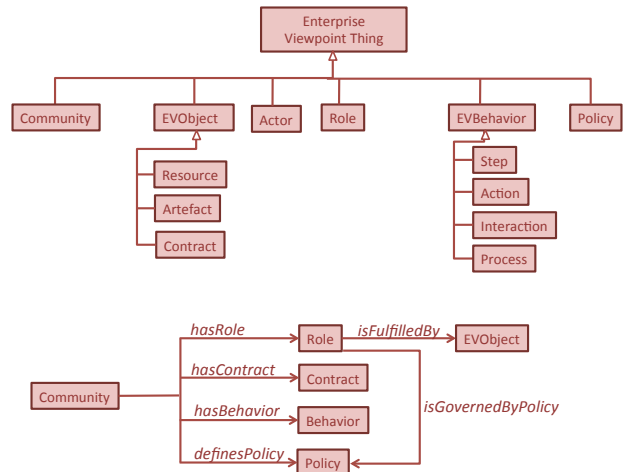 Enterprise
Viewpoint Thing
Community
EVObject
Actor
Role
EVBehavior
Policy
Resource
Artefact
Contract
Step
Action
Interaction
Process
hasRole
Role
isFulfilledBy
EVObject
hasContract
Contract
Community
isGovernedByPolicy
hasBehavior
Behavior
definesPolicy
Policy